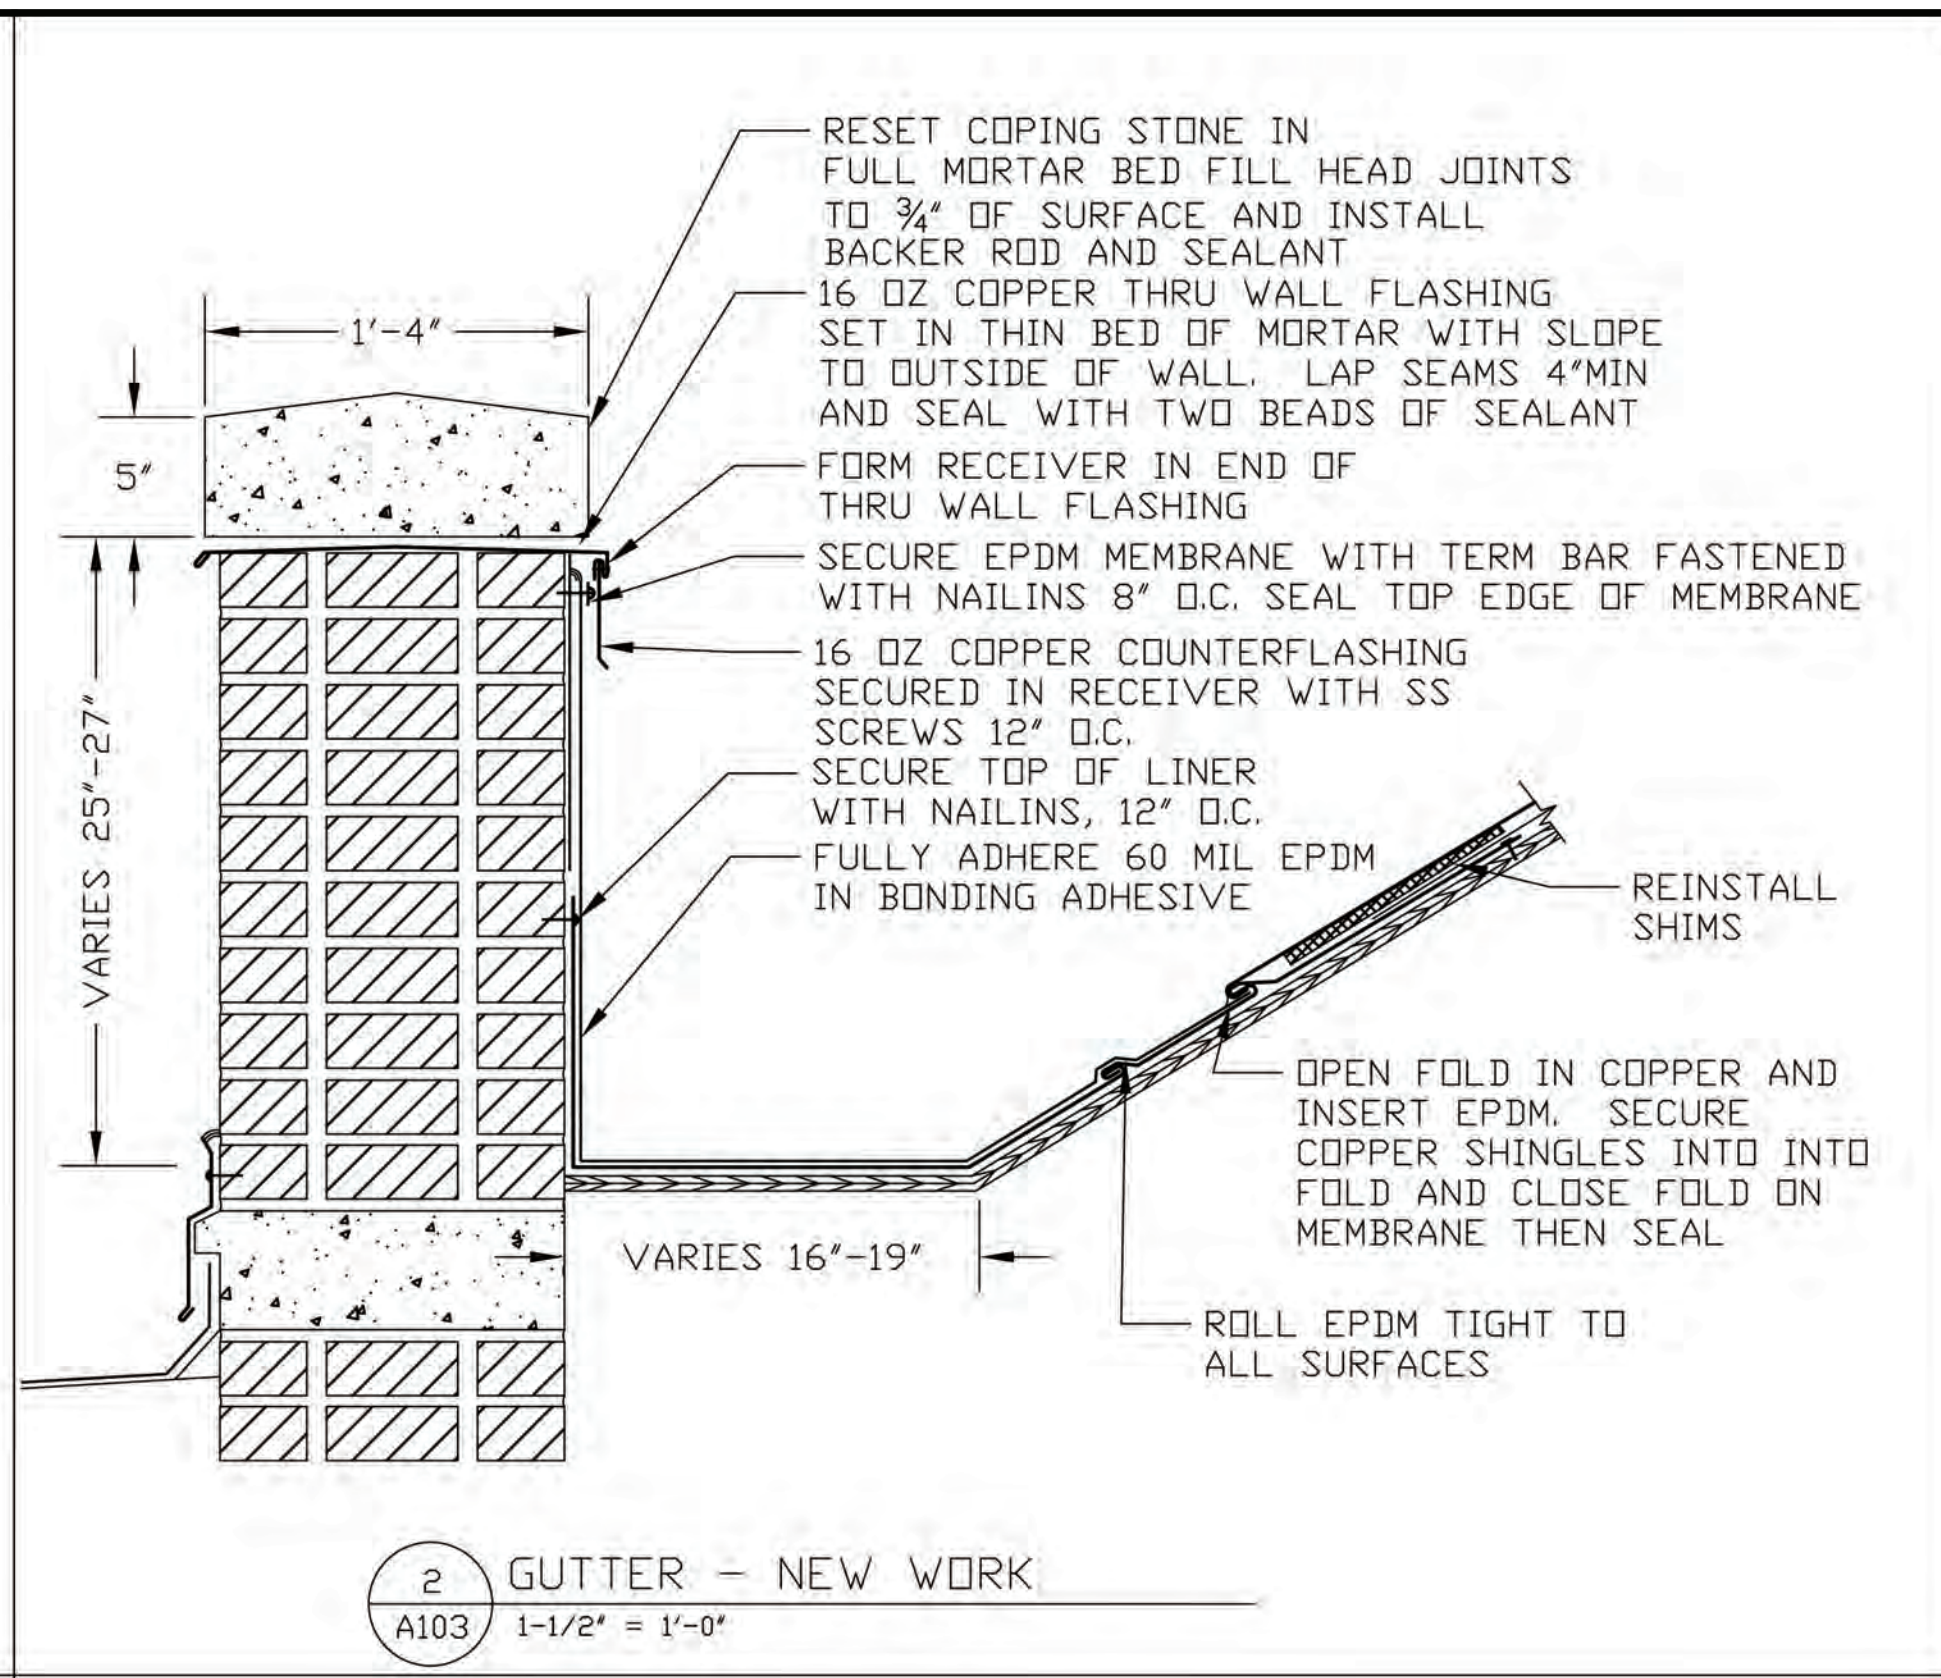 RESET COPING STONE IN
FULL MORTAR BED FILL HEAD JOINTS
TO ¾" OF SURFACE AND INSTALL
BACKER ROD AND SEALANT
16 OZ COPPER THRU WALL FLASHING
SET IN THIN BED OF MORTAR WITH SLOPE
TO OUTSIDE OF WALL. LAP SEAMS 4"MIN
AND SEAL WITH TWO BEADS OF SEALANT
FORM RECEIVER IN END OF
THRU WALL FLASHING
SECURE EPDM MEMBRANE WITH TERM BAR FASTENED
WITH NAILINS 8" O.C. SEAL TOP EDGE OF MEMBRANE
16 OZ COPPER COUNTERFLASHING
SECURED IN RECEIVER WITH SS
SCREWS 12" O.C.
SECURE TOP OF LINER
WITH NAILINS, 12" O.C.
FULLY ADHERE 60 MIL EPDM
IN BONDING ADHESIVE
1'-4"
5"
VARIES 25"-27"
REINSTALL
SHIMS
OPEN FOLD IN COPPER AND
INSERT EPDM. SECURE
COPPER SHINGLES INTO INTO
FOLD AND CLOSE FOLD ON
MEMBRANE THEN SEAL
VARIES 16"-19"
ROLL EPDM TIGHT TO
ALL SURFACES
2
A103
GUTTER - NEW WORK
1-1/2" = 1'-0"